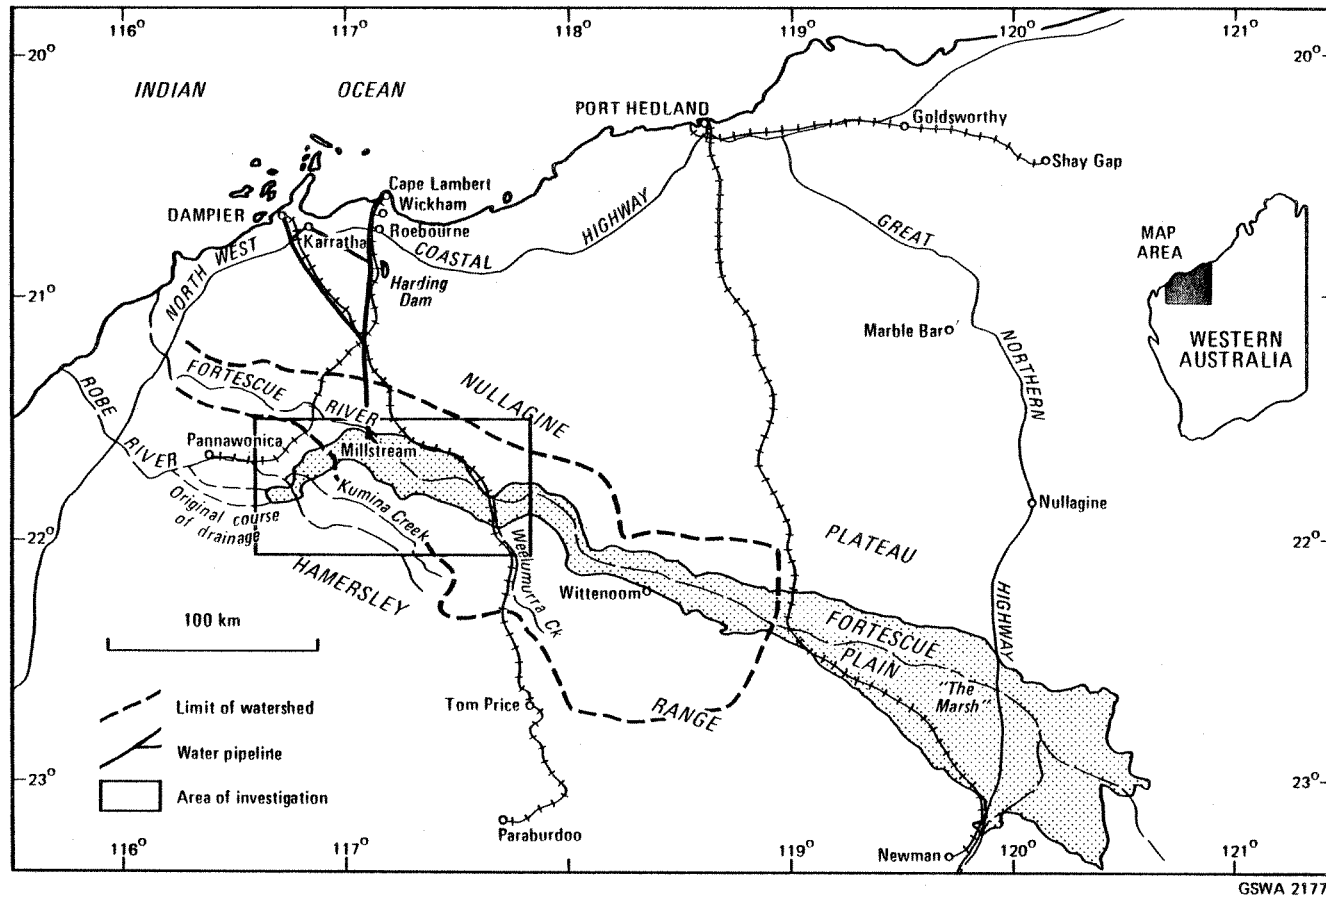 116° 117° 118° 119° 120° 121°
20° 20°
INDIAN OCEAN
PORT HEDLAND
Goldsworthy
Shay Gap
Cape Lambert
Wickham
DAMPIER
Roebourne
Karratha
NORTH WEST COASTAL HIGHWAY
Harding
Dam
GREAT NORTHERN HIGHWAY
MAP
AREA
WESTERN
AUSTRALIA
21°
Marble Bar
FORTESCUE RIVER
NULLAGINE PLATEAU
ROBE RIVER
Pannawonica
Millstream
Kumina Creek
Original course
of drainage
Nullagine
22° 22°
HAMERSLEY RANGE
Weelumurra Ck
Wittenoom
100 km
FORTESCUE
PLAIN
"The
Marsh"
Tom Price
Limit of watershed
Water pipeline
Area of investigation
23° 23°
Paraburdoo
Newman
116° 117° 118° 119° 120° 121°
GSWA 2177